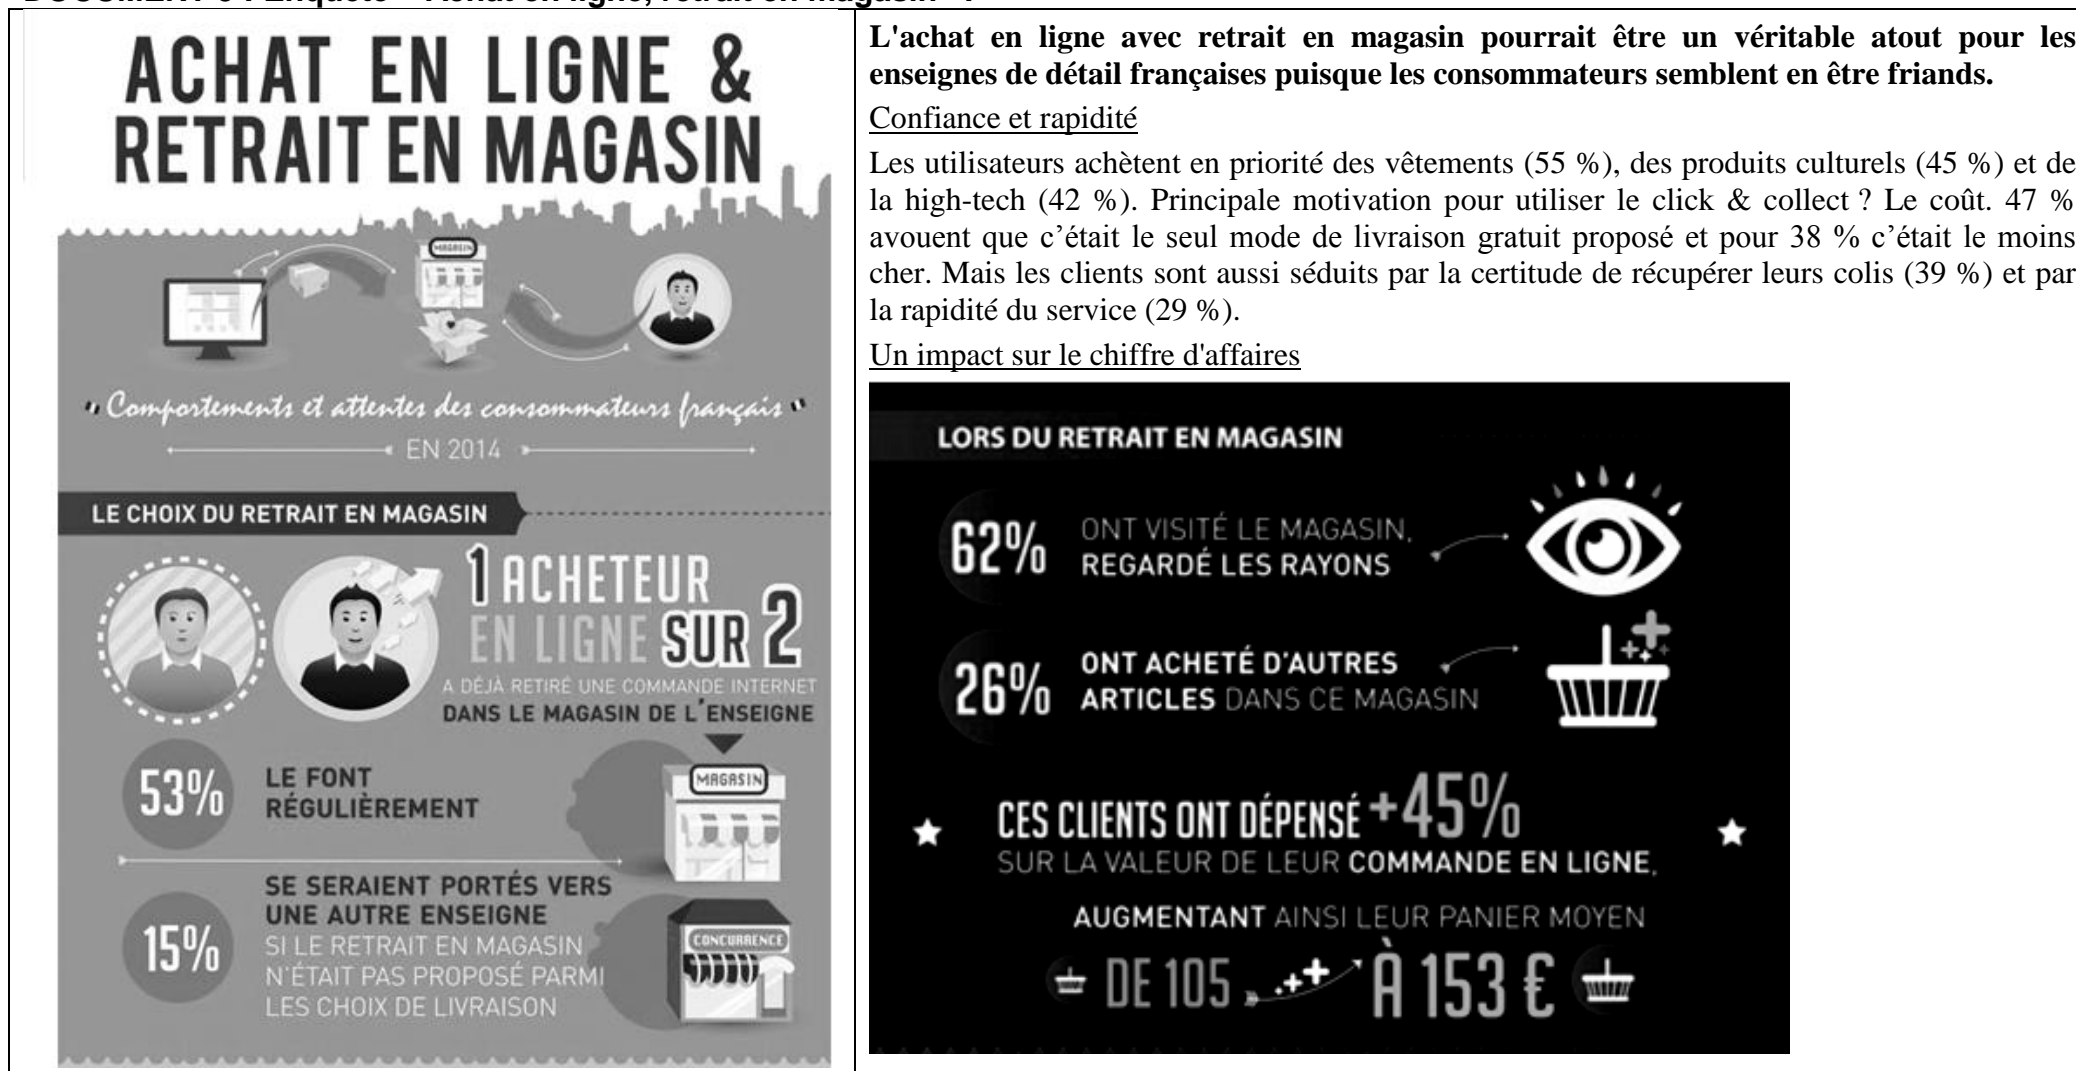 ACHAT EN LIGNE &
RETRAIT EN MAGASIN
MAGASIN
Comportements et attentes des consommateurs français
EN 2014
LE CHOIX DU RETRAIT EN MAGASIN
1 ACHETEUR
EN LIGNE SUR 2
A DÉJÀ RETIRÉ UNE COMMANDE INTERNET
DANS LE MAGASIN DE L'ENSEIGNE
MAGASIN
53% LE FONT
RÉGULIÈREMENT
15% SE SERAIENT PORTÉS VERS
UNE AUTRE ENSEIGNE
SI LE RETRAIT EN MAGASIN
N'ÉTAIT PAS PROPOSÉ PARMI
LES CHOIX DE LIVRAISON
CONCURRENCE
L'achat en ligne avec retrait en magasin pourrait être un véritable atout pour les
enseignes de détail françaises puisque les consommateurs semblent en être friands.
Confiance et rapidité
Les utilisateurs achètent en priorité des vêtements (55 %), des produits culturels (45 %) et de
la high-tech (42 %). Principale motivation pour utiliser le click & collect ? Le coût. 47 %
avouent que c’était le seul mode de livraison gratuit proposé et pour 38 % c’était le moins
cher. Mais les clients sont aussi séduits par la certitude de récupérer leurs colis (39 %) et par
la rapidité du service (29 %).
Un impact sur le chiffre d'affaires
LORS DU RETRAIT EN MAGASIN
62% ONT VISITÉ LE MAGASIN,
REGARDÉ LES RAYONS
26% ONT ACHETÉ D'AUTRES
ARTICLES DANS CE MAGASIN
CES CLIENTS ONT DÉPENSÉ +45%
SUR LA VALEUR DE LEUR COMMANDE EN LIGNE,
AUGMENTANT AINSI LEUR PANIER MOYEN
DE 105 À 153 €